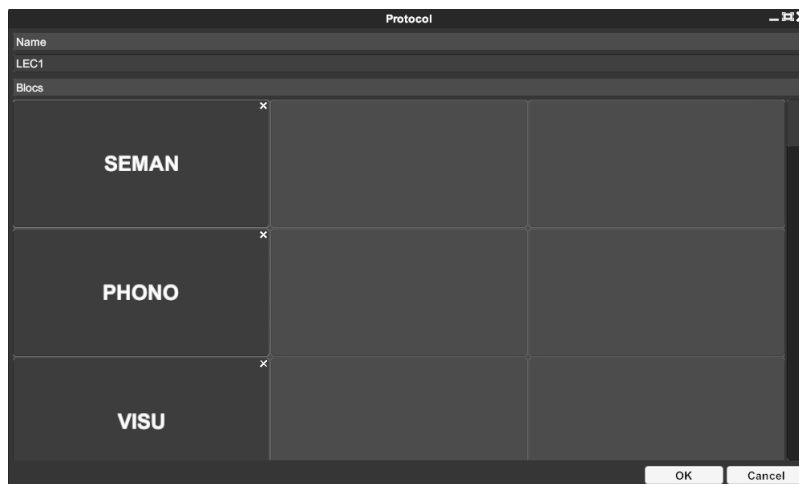 Protocol
Name
LEC1
Blocs
SEMAN
PHONO
VISU
OK Cancel